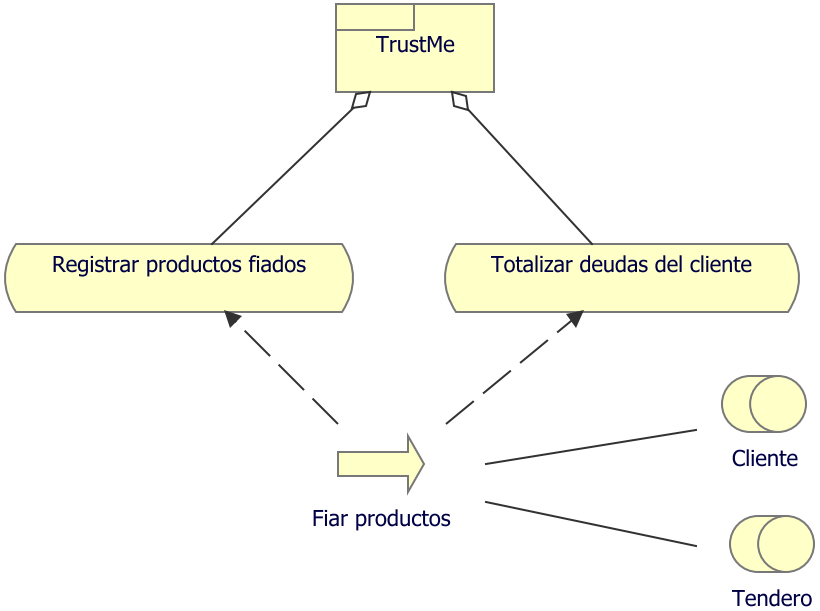 TrustMe
Registrar productos fiados
Totalizar deudas del cliente
Cliente
Fiar productos
Tendero